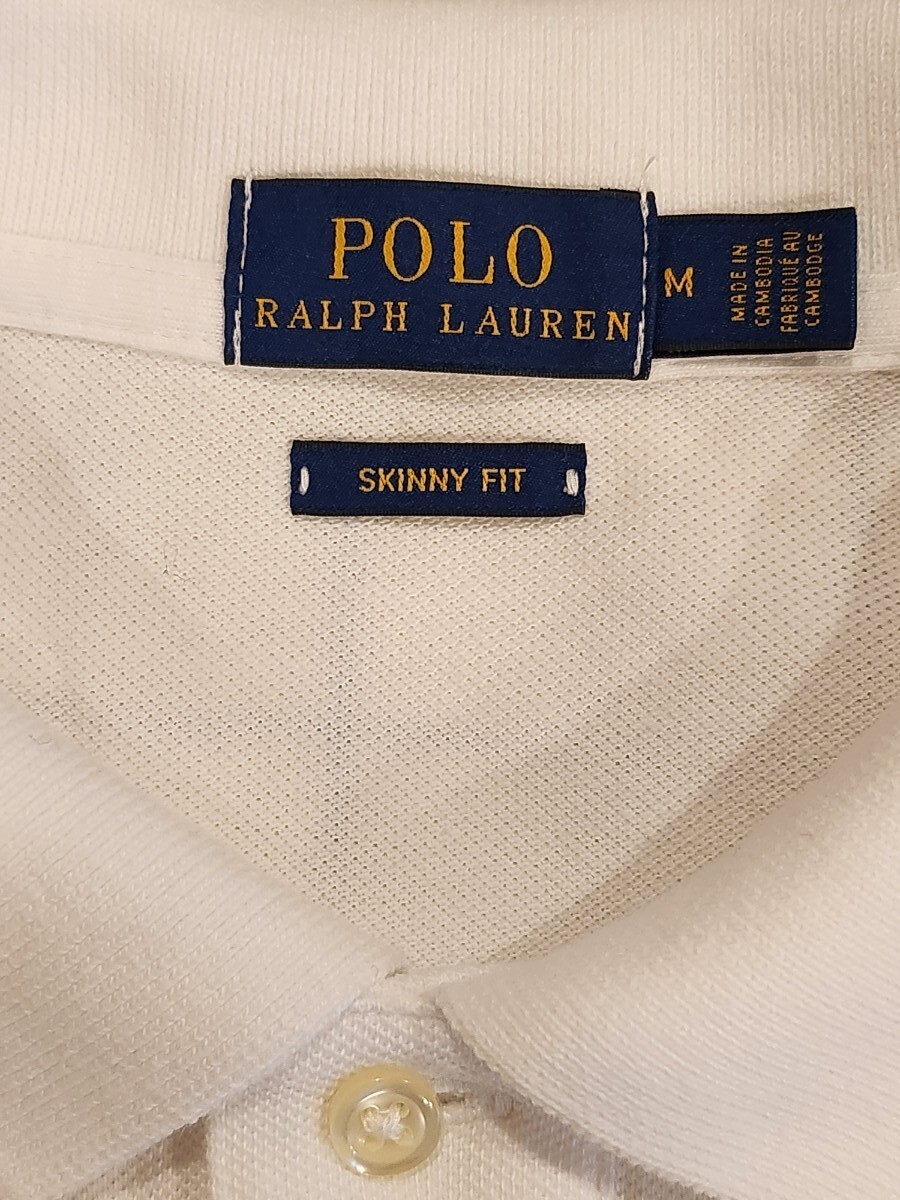 POLO
RALPH LAUREN
M
MADE IN
CAMBODIA
FABRIQUÉ AU
CAMBODGE
SKINNY FIT